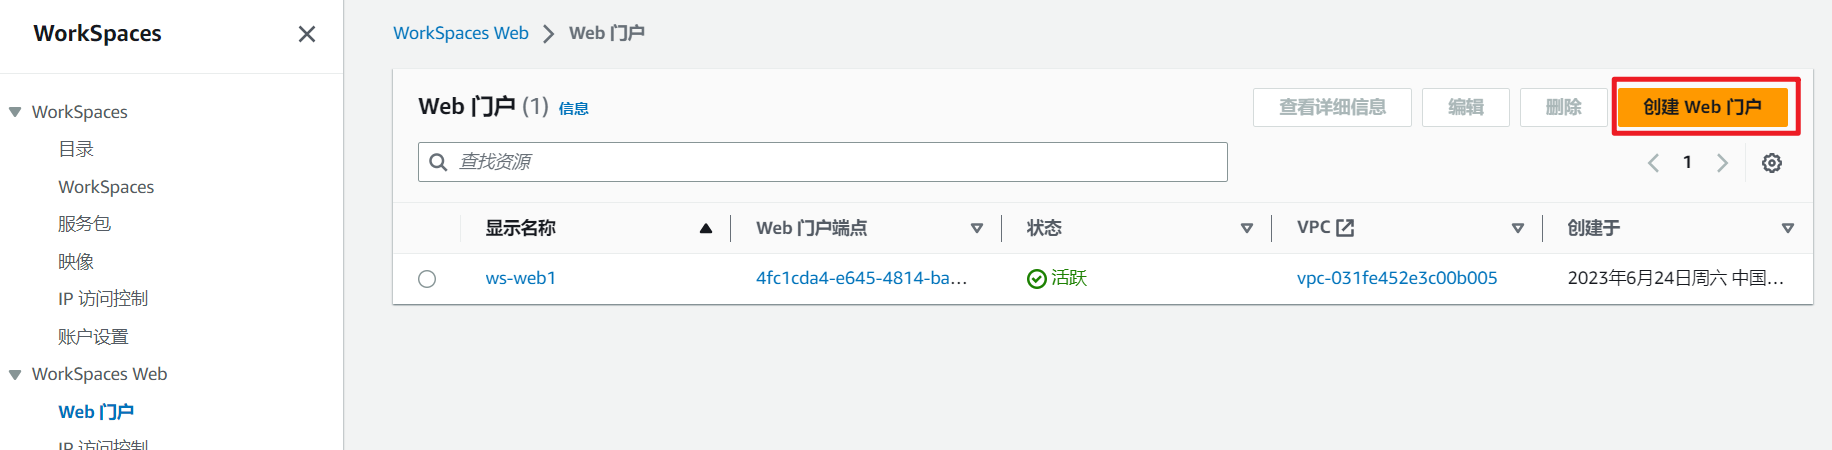 WorkSpaces
WorkSpaces
目录
WorkSpaces
服务包
映像
IP 访问控制
账户设置
WorkSpaces Web
Web 门户
IP 访问控制
WorkSpaces Web > Web 门户
Web 门户 (1) 信息
查看详细信息 编辑 删除 创建 Web 门户
查找资源
1
显示名称 Web 门户端点 状态 VPC 创建于
ws-web1 4fc1cda4-e645-4814-ba... 活跃 vpc-031fe452e3c00b005 2023年6月24日周六 中国...